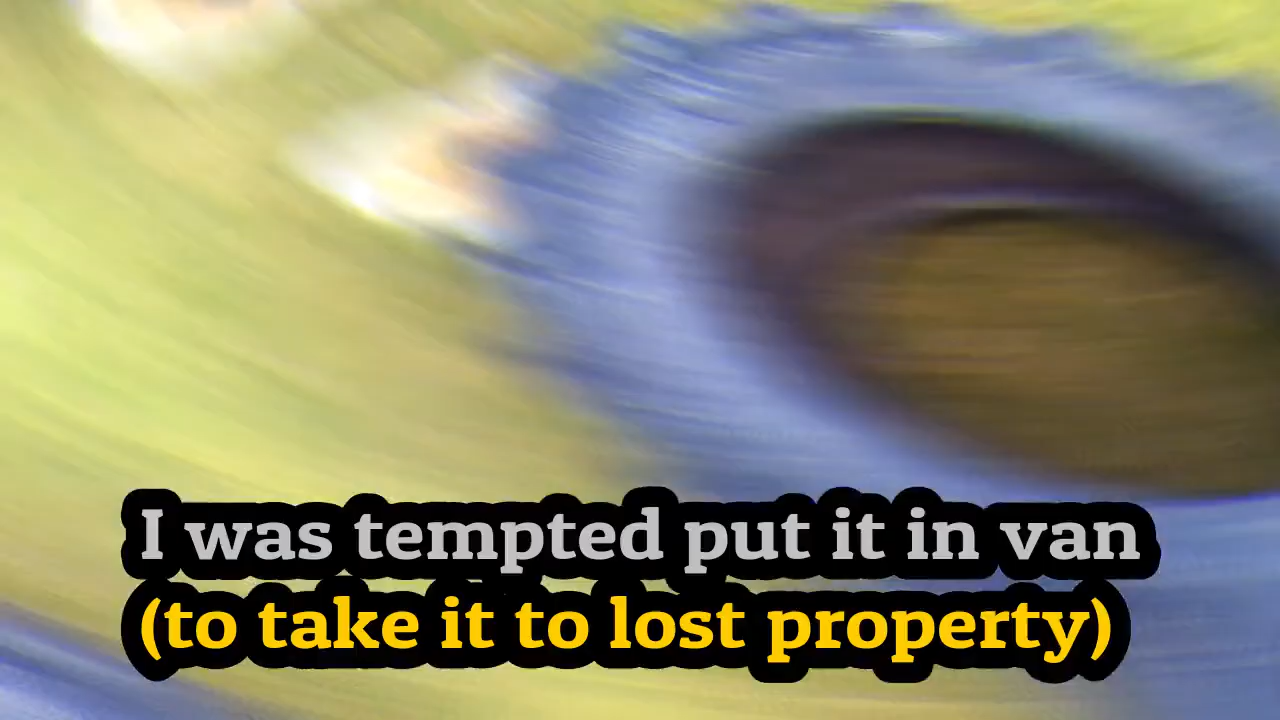 I was tempted put it in van
(to take it to lost property)